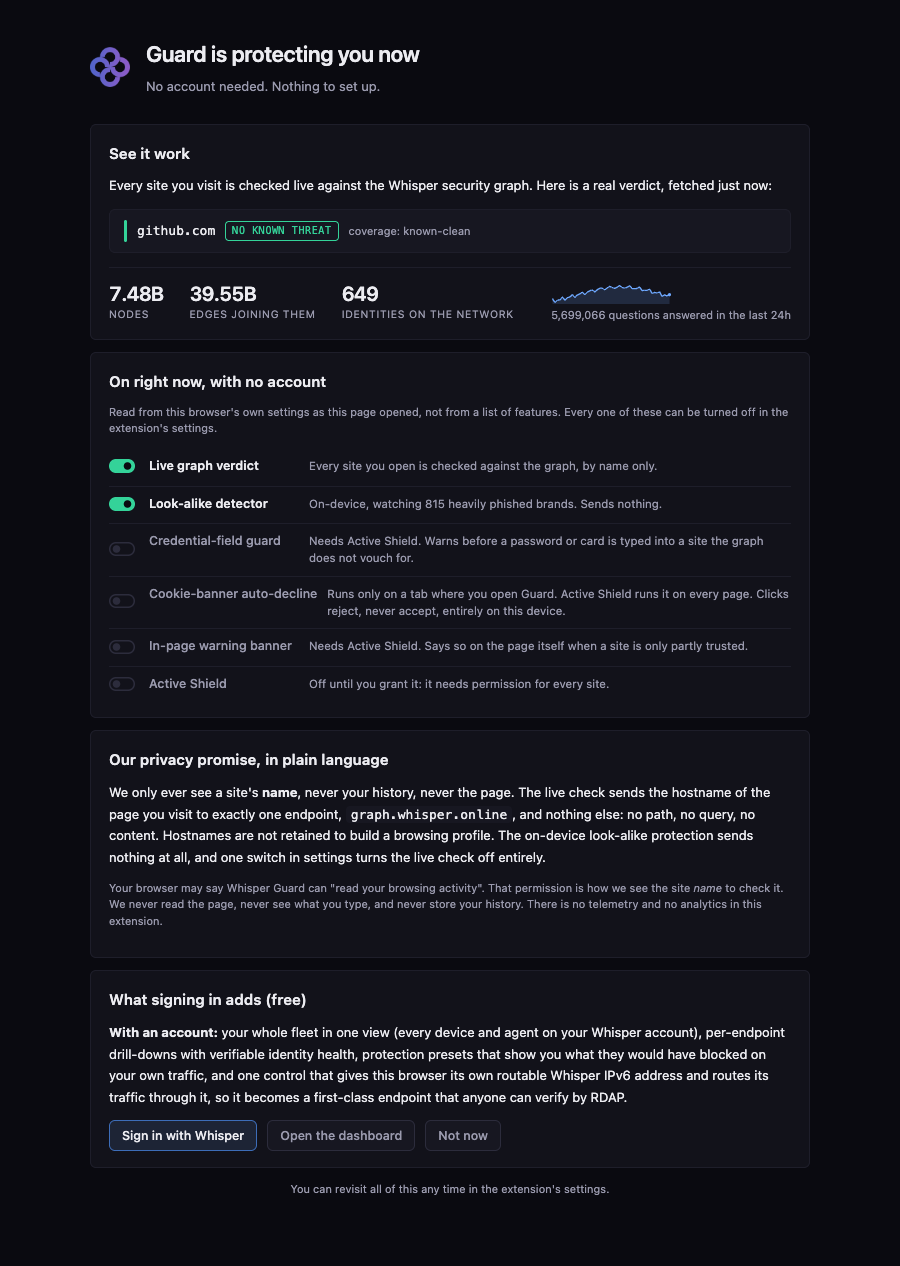 Guard is protecting you now
No account needed. Nothing to set up.
See it work
Every site you visit is checked live against the Whisper security graph. Here is a real verdict, fetched just now:
github.com NO KNOWN THREAT coverage: known-clean
7.48B 39.55B 649
NODES EDGES JOINING THEM IDENTITIES ON THE NETWORK 5,699,066 questions answered in the last 24h
On right now, with no account
Read from this browser's own settings as this page opened, not from a list of features. Every one of these can be turned off in the
extension's settings.
Live graph verdict Every site you open is checked against the graph, by name only.
Look-alike detector On-device, watching 815 heavily phished brands. Sends nothing.
Credential-field guard Needs Active Shield. Warns before a password or card is typed into a site the graph
does not vouch for.
Cookie-banner auto-decline Runs only on a tab where you open Guard. Active Shield runs it on every page. Clicks
reject, never accept, entirely on this device.
In-page warning banner Needs Active Shield. Says so on the page itself when a site is only partly trusted.
Active Shield Off until you grant it: it needs permission for every site.
Our privacy promise, in plain language
We only ever see a site's name, never your history, never the page. The live check sends the hostname of the
page you visit to exactly one endpoint, graph.whisper.online, and nothing else: no path, no query, no
content. Hostnames are not retained to build a browsing profile. The on-device look-alike protection sends
nothing at all, and one switch in settings turns the live check off entirely.
Your browser may say Whisper Guard can "read your browsing activity". That permission is how we see the site name to check it.
We never read the page, never see what you type, and never store your history. There is no telemetry and no analytics in this
extension.
What signing in adds (free)
With an account: your whole fleet in one view (every device and agent on your Whisper account), per-endpoint
drill-downs with verifiable identity health, protection presets that show you what they would have blocked on
your own traffic, and one control that gives this browser its own routable Whisper IPv6 address and routes its
traffic through it, so it becomes a first-class endpoint that anyone can verify by RDAP.
Sign in with Whisper Open the dashboard Not now
You can revisit all of this any time in the extension's settings.